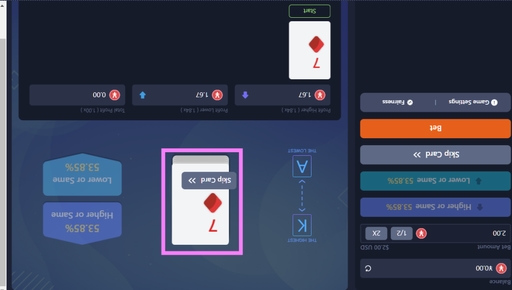 Balance
¥0.00
Bet Amount
$2.00 USD
2.00
1/2
2X
Higher or Same 53.85%
Lower or Same 53.85%
Skip Card
Bet
Game Settings
Fairness
THE HIGHEST
K
A
THE LOWEST
7
Skip Card
53.85%
Higher or Same
Lower or Same
53.85%
Profit Higher ( 1.84x )
1.67
Profit Lower ( 1.84x )
1.67
Total Profit ( 1.00x )
0.00
7
Start